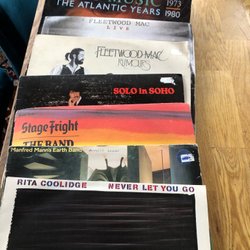 MUSIC 1973
THE ATLANTIC YEARS 1980
FLEETWOOD MAC
LIVE
FLEETWOOD MAC
RUMOURS
SOLO in SOHO
Stage Fright
THE BAND
Manfred Mann's Earth Band
RITA COOLIDGE NEVER LET YOU GO